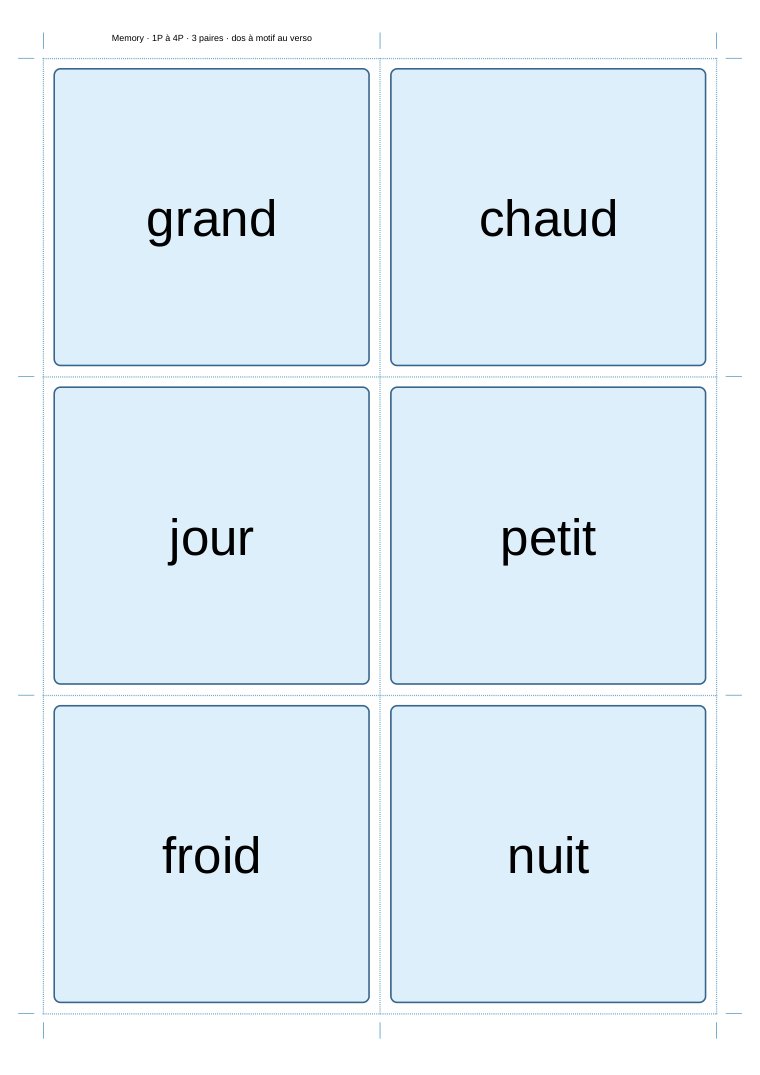 Memory · 1P à 4P · 3 paires · dos à motif au verso
grand
chaud
jour
petit
froid
nuit